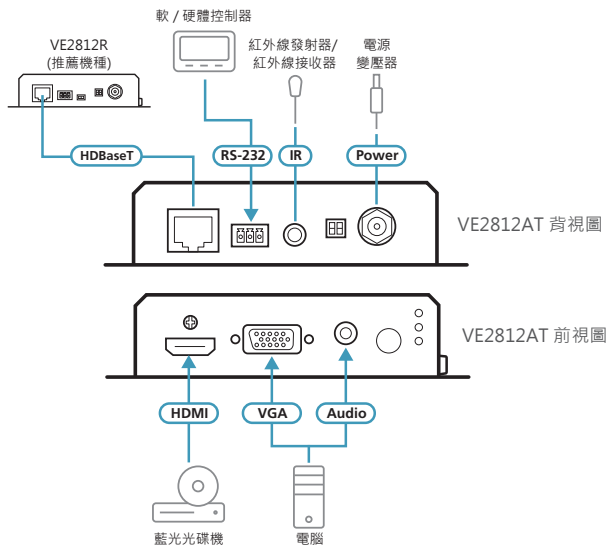 軟 / 硬體控制器
VE2812R
(推薦機種)
紅外線發射器/
紅外線接收器
電源
變壓器
HDBaseT
RS-232
IR
Power
VE2812AT 背視圖
VE2812AT 前視圖
HDMI
VGA
Audio
藍光光碟機
電腦